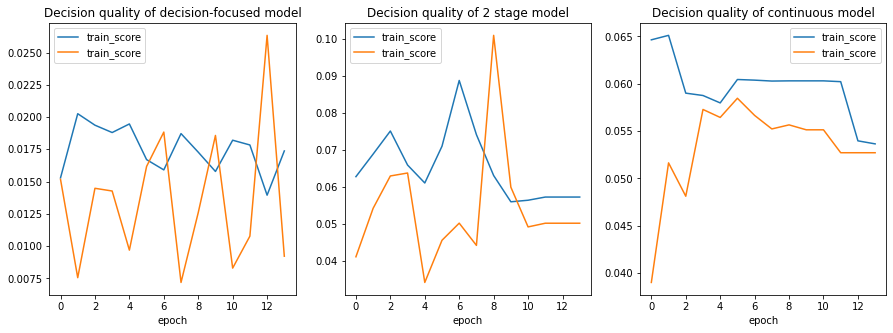 Decision quality of decision-focused model
train_score
train_score
0.0250
0.0225
0.0200
0.0175
0.0150
0.0125
0.0100
0.0075
0 2 4 6 8 10 12
epoch
Decision quality of 2 stage model
train_score
train_score
0.10
0.09
0.08
0.07
0.06
0.05
0.04
0 2 4 6 8 10 12
epoch
Decision quality of continuous model
train_score
train_score
0.065
0.060
0.055
0.050
0.045
0.040
0 2 4 6 8 10 12
epoch